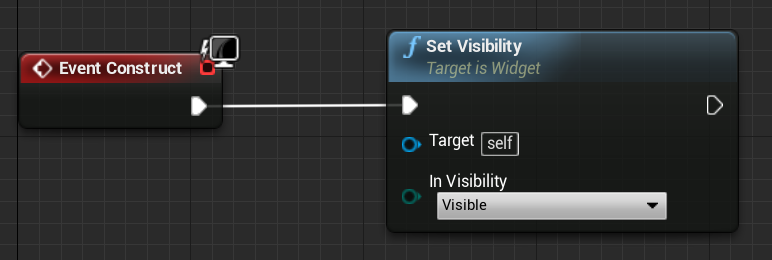 Event Construct
f Set Visibility
Target is Widget
Target self
In Visibility
Visible